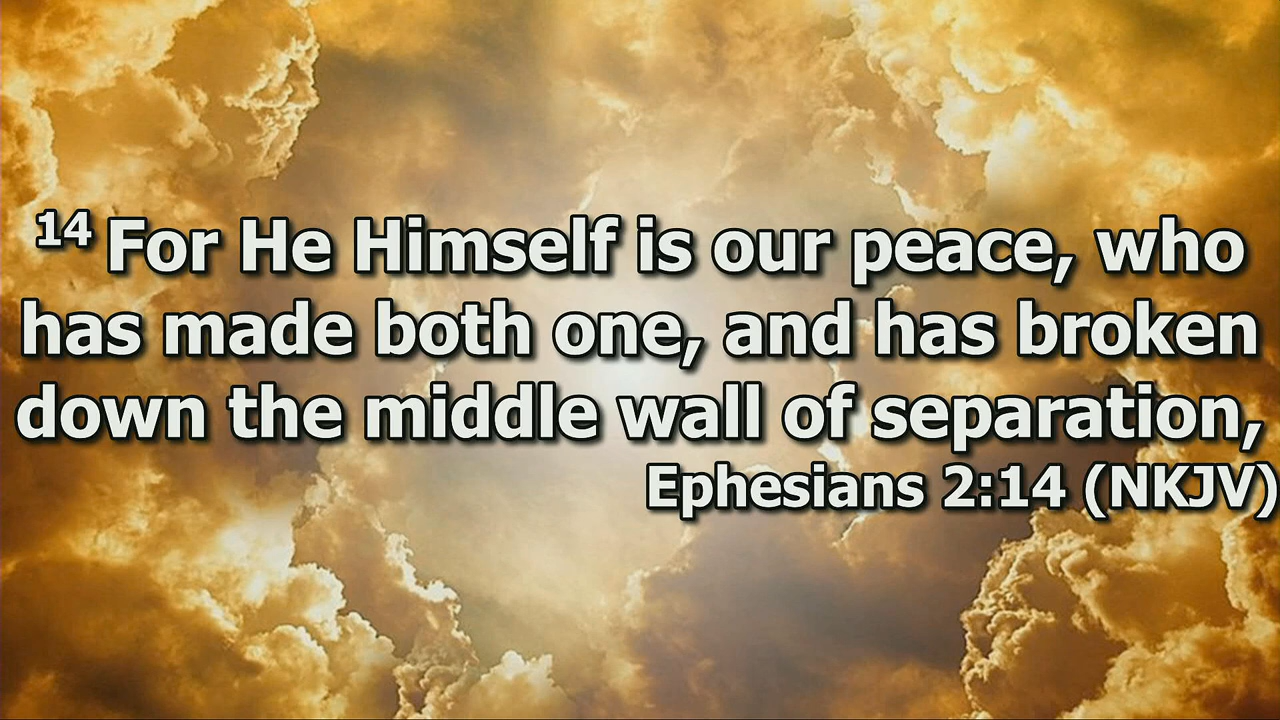 14 For He Himself is our peace, who
has made both one, and has broken
down the middle wall of separation,
Ephesians 2:14 (NKJV)